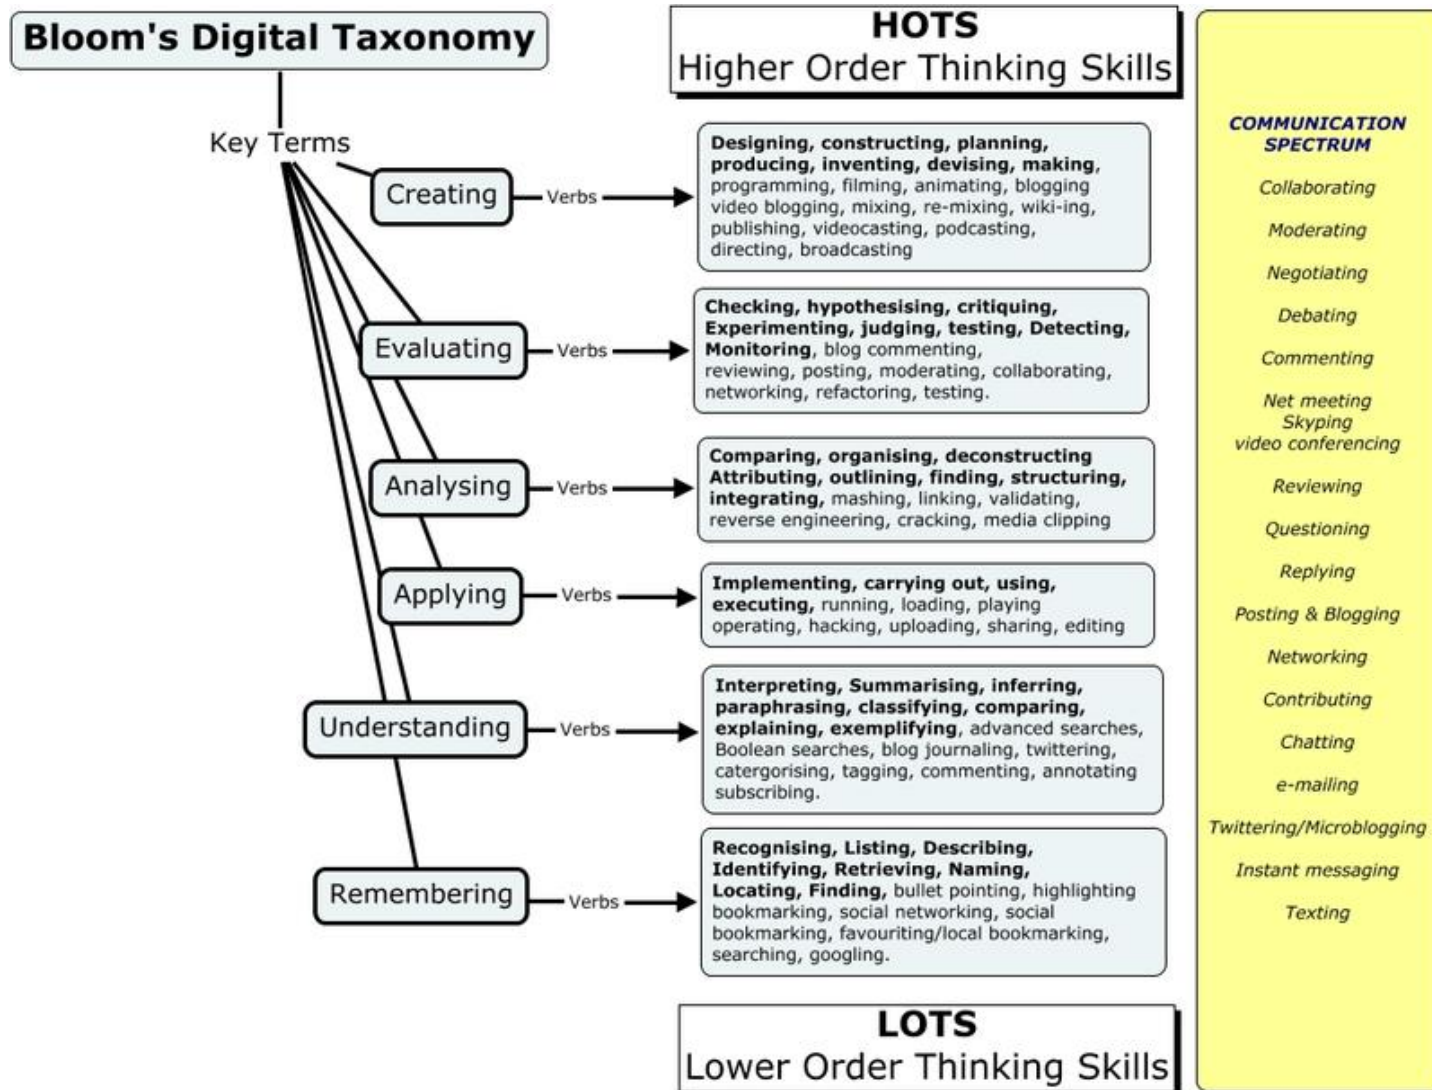 Bloom's Digital Taxonomy
Key Terms
HOTS
Higher Order Thinking Skills
Creating
Verbs
Designing, constructing, planning,
producing, inventing, devising, making,
programming, filming, animating, blogging
video blogging, mixing, re-mixing, wiki-ing,
publishing, videocasting, podcasting,
directing, broadcasting
Evaluating
Verbs
Checking, hypothesising, critiquing,
Experimenting, judging, testing, Detecting,
Monitoring, blog commenting,
reviewing, posting, moderating, collaborating,
networking, refactoring, testing.
Analysing
Verbs
Comparing, organising, deconstructing
Attributing, outlining, finding, structuring,
integrating, mashing, linking, validating,
reverse engineering, cracking, media clipping
Applying
Verbs
Implementing, carrying out, using,
executing, running, loading, playing
operating, hacking, uploading, sharing, editing
Understanding
Verbs
Interpreting, Summarising, inferring,
paraphrasing, classifying, comparing,
explaining, exemplifying, advanced searches,
Boolean searches, blog journaling, twittering,
catergorising, tagging, commenting, annotating
subscribing.
Remembering
Verbs
Recognising, Listing, Describing,
Identifying, Retrieving, Naming,
Locating, Finding, bullet pointing, highlighting
bookmarking, social networking, social
bookmarking, favouriting/local bookmarking,
searching, googling.
LOTS
Lower Order Thinking Skills
COMMUNICATION
SPECTRUM
Collaborating
Moderating
Negotiating
Debating
Commenting
Net meeting
Skyping
video conferencing
Reviewing
Questioning
Replying
Posting & Blogging
Networking
Contributing
Chatting
e-mailing
Twittering/Microblogging
Instant messaging
Texting